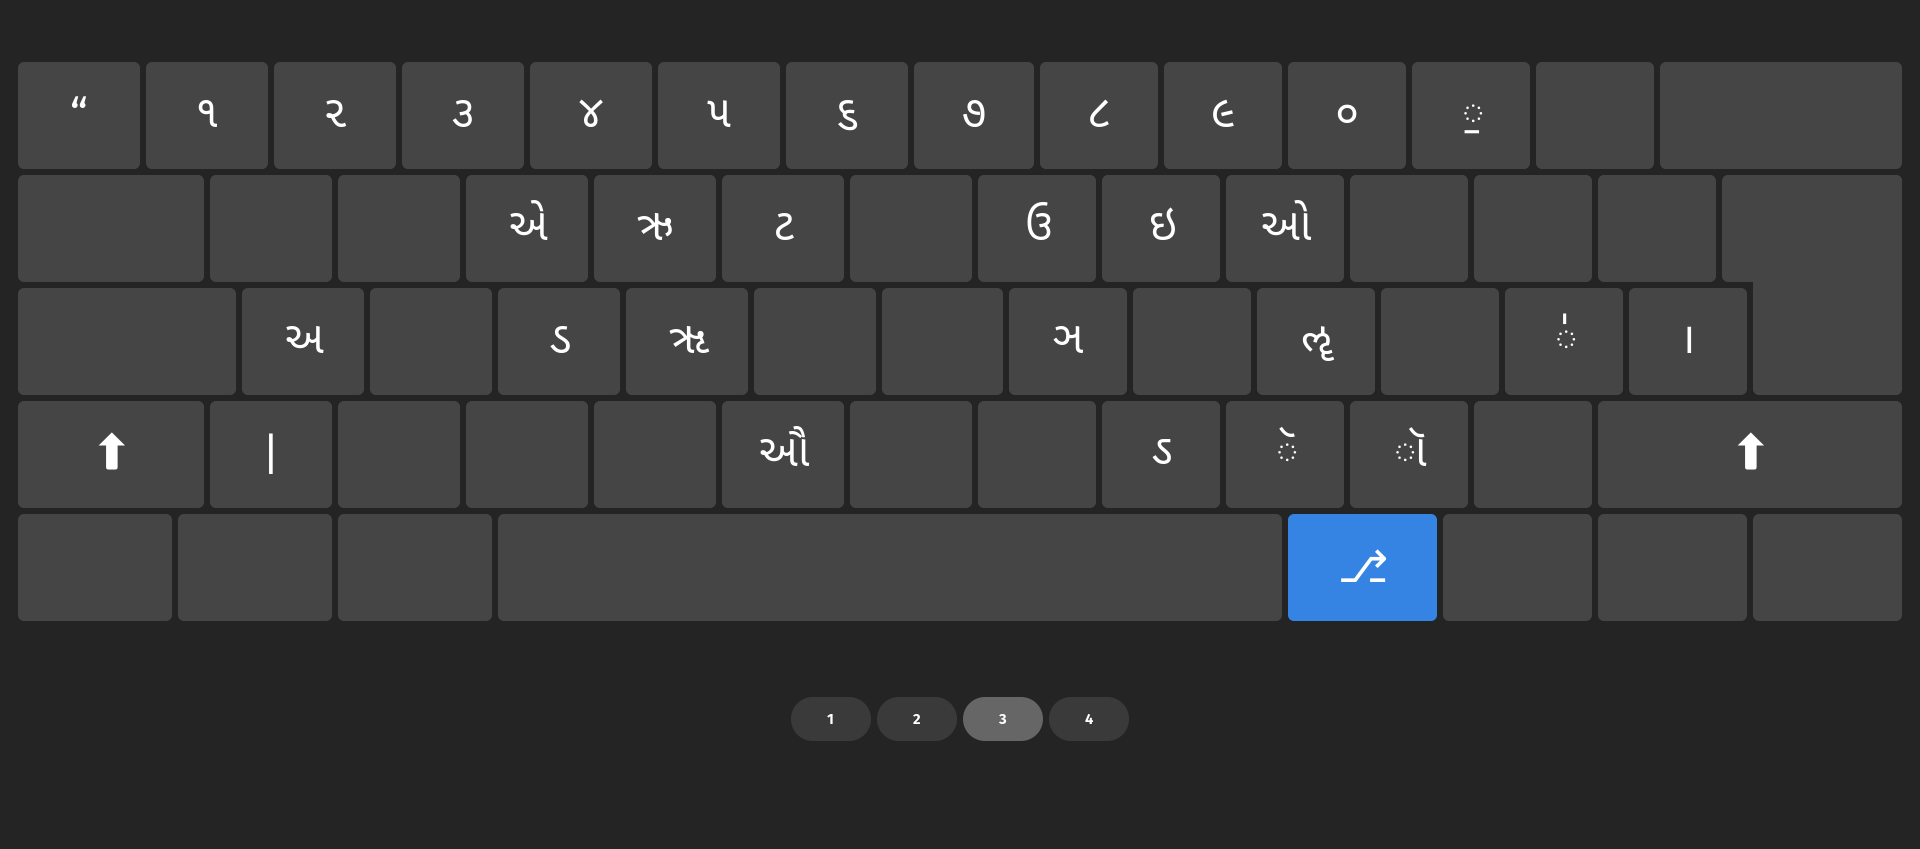 “ ૧ ૨ ૩ ૪ ૫ ૬ ૭ ૮ ૯ ૦ ॒
એ ઋ ટ ઉ ઇ ઓ
અ ડ ૠ ઞ ૡ ॑ ।
⬆ | ઔ ઽ ૅ ૉ ⬆
⎇
1 2 3 4